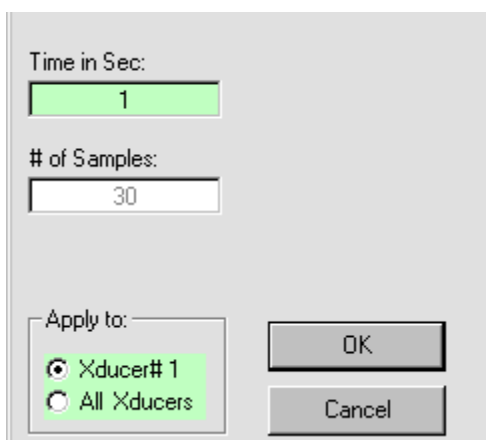 Time in Sec:
1
# of Samples:
30
Apply to:
Xducer# 1
All Xducers
OK
Cancel